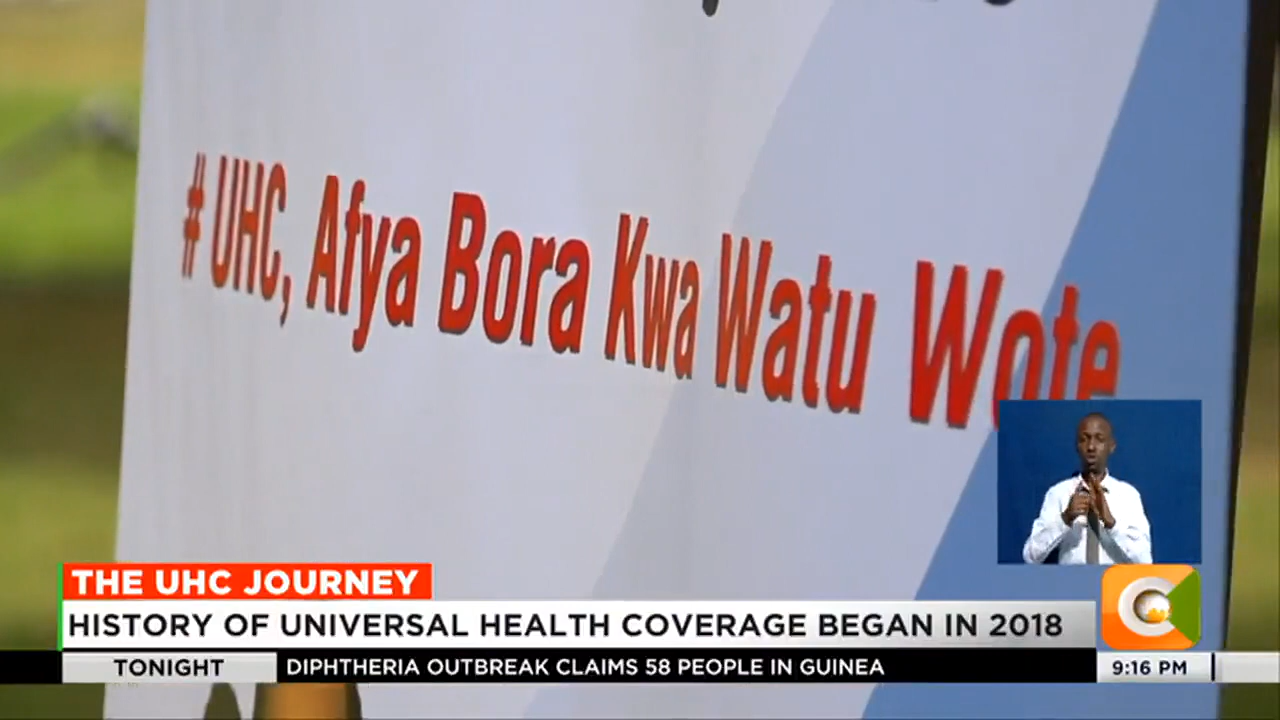 # UHC, Afya Bora Kwa Watu Wote
THE UHC JOURNEY
HISTORY OF UNIVERSAL HEALTH COVERAGE BEGAN IN 2018
TONIGHT DIPHTHERIA OUTBREAK CLAIMS 58 PEOPLE IN GUINEA 9:16 PM